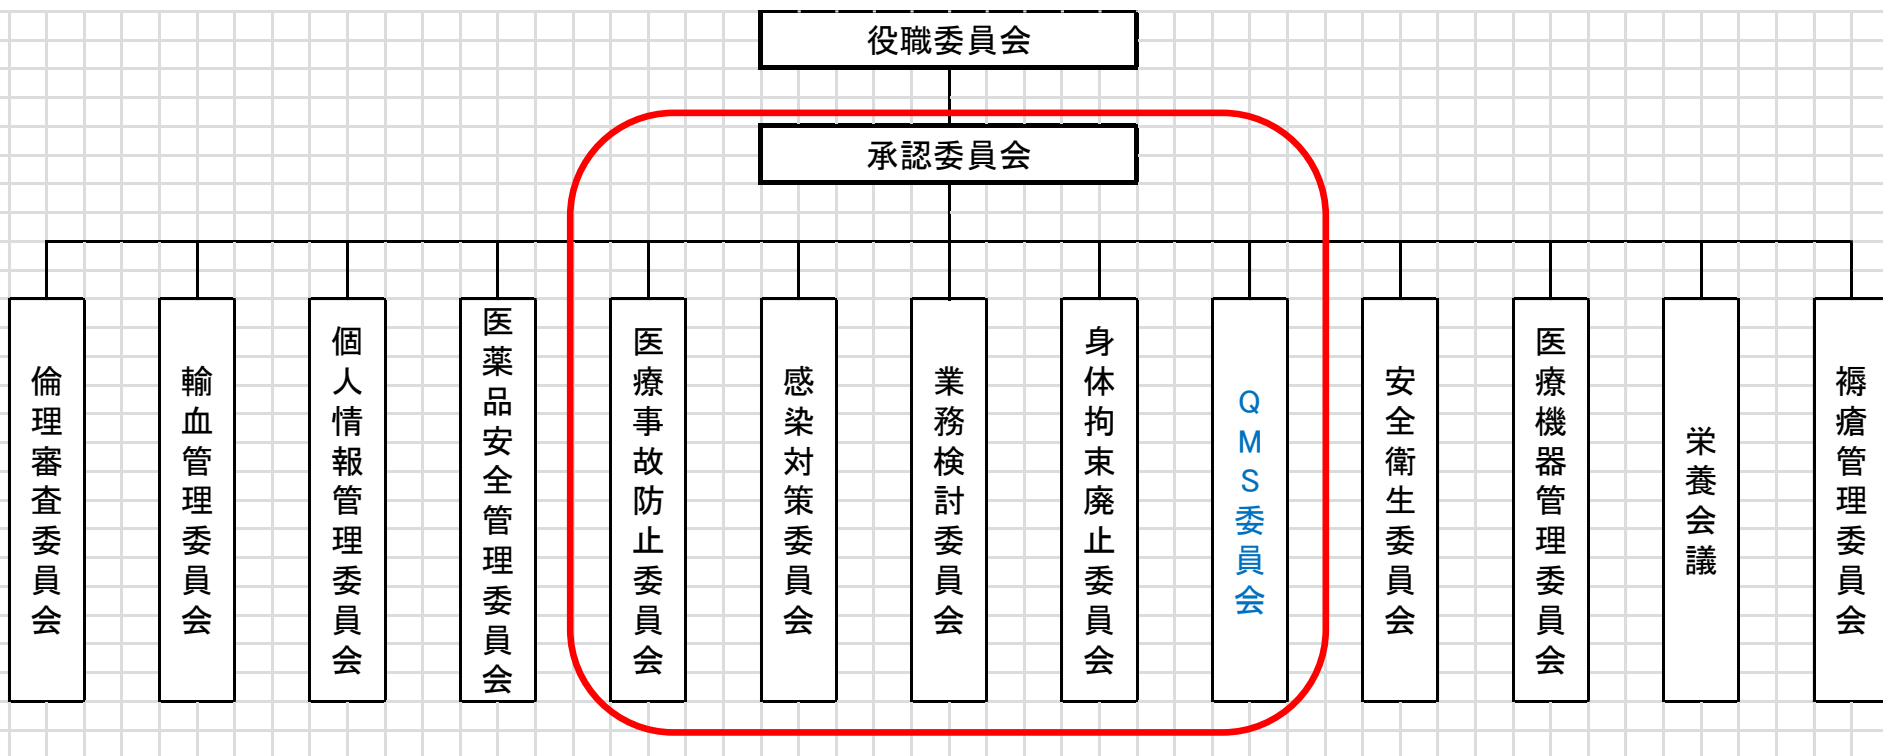 役職委員会
承認委員会
倫理審査委員会
輸血管理委員会
個人情報管理委員会
医薬品安全管理委員会
医療事故防止委員会
感染対策委員会
業務検討委員会
身体拘束廃止委員会
QMS委員会
安全衛生委員会
医療機器管理委員会
栄養会議
褥瘡管理委員会